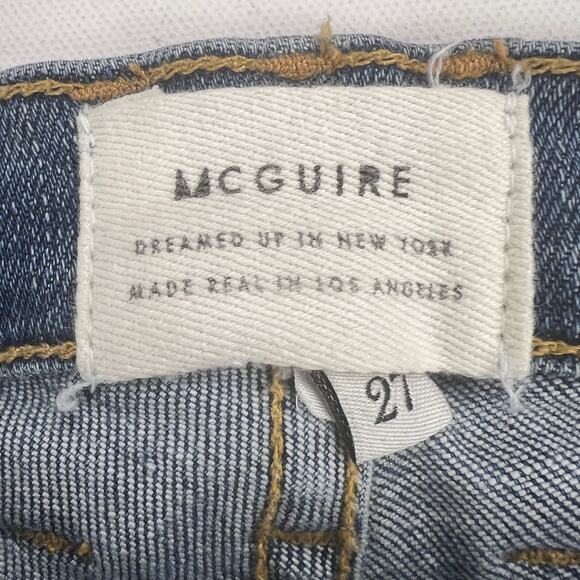 MCGUIRE
DREAMED UP IN NEW YORK
MADE REAL IN LOS ANGELES
27